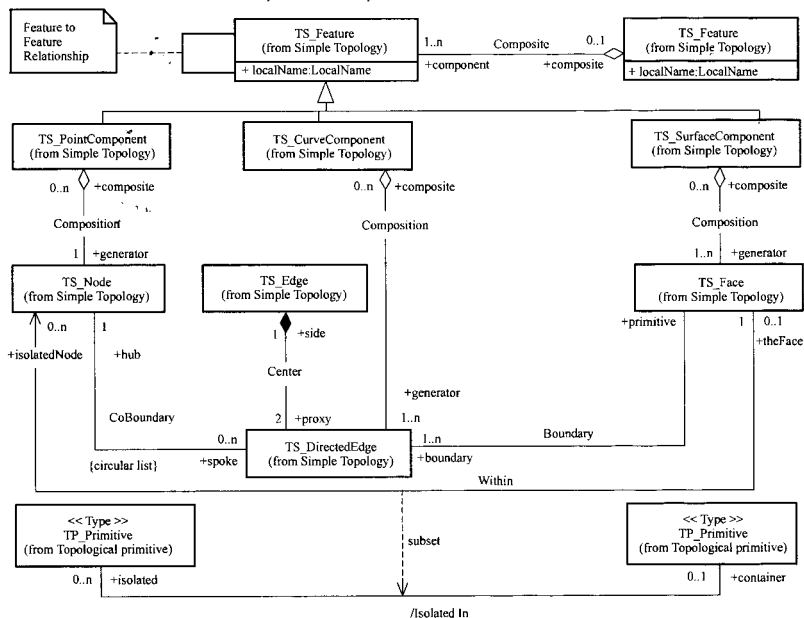 Feature to
Feature
Relationship
TS_Feature
(from Simple Topology)
+ localName:LocalName
1..n
Composite
0..1
+component
+composite
TS_Feature
(from Simple Topology)
+ localName:LocalName
TS_PointComponent
(from Simple Topology)
TS_CurveComponent
(from Simple Topology)
TS_SurfaceComponent
(from Simple Topology)
0..n
+composite
0..n
+composite
0..n
+composite
Composition
Composition
Composition
1
+generator
1..n
+generator
TS_Node
(from Simple Topology)
TS_Edge
(from Simple Topology)
TS_Face
(from Simple Topology)
0..n
1
+isolatedNode
+hub
1
+side
+primitive
1
0..1
+theFace
Center
+generator
CoBoundary
2
+proxy
1..n
0..n
TS_DirectedEdge
(from Simple Topology)
1..n
Boundary
{circular list}
+spoke
+boundary
Within
<< Type >>
TP_Primitive
(from Topological primitive)
subset
<< Type >>
TP_Primitive
(from Topological primitive)
0..n
+isolated
0..1
+container
/Isolated In